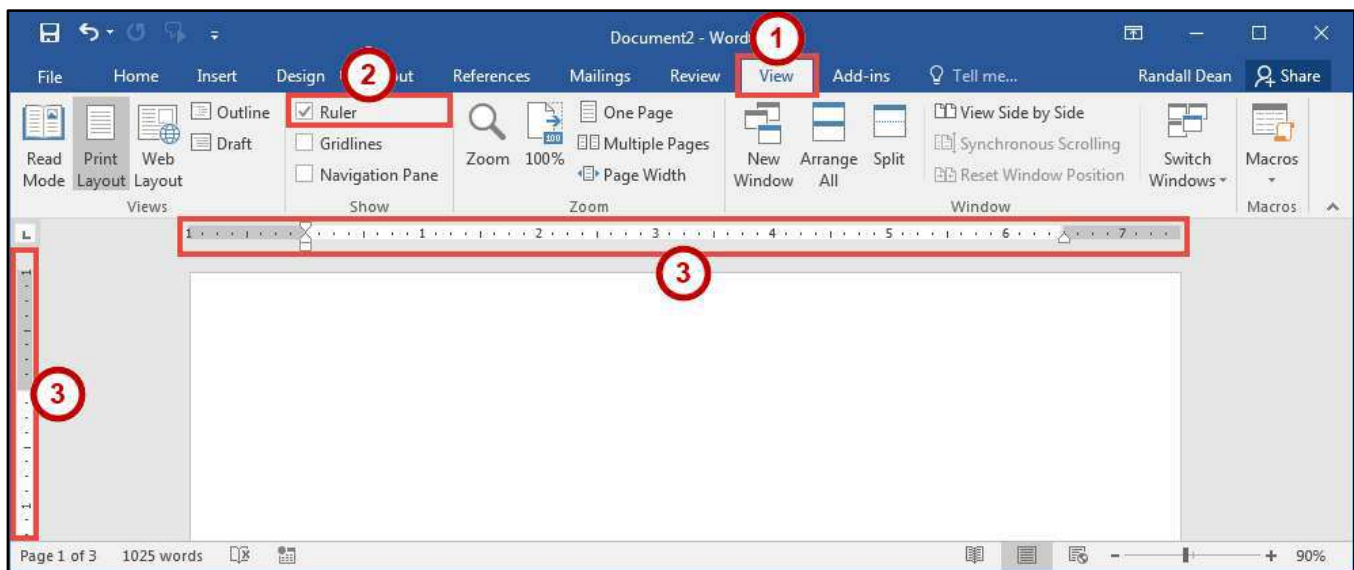 Document2 - Word
1
File Home Insert Design out References Mailings Review View Add-ins Tell me... Randall Dean Share
2
Read Mode
Print Layout
Web Layout
Outline
Draft
Views
Ruler
Gridlines
Navigation Pane
Show
Zoom
100
100%
One Page
Multiple Pages
Page Width
Zoom
New Window
Arrange All
Split
View Side by Side
Synchronous Scrolling
Reset Window Position
Window
Switch Windows
Macros
Macros
L
1 1 2 3 4 5 6 7
3
1
3
1
Page 1 of 3 1025 words 90%